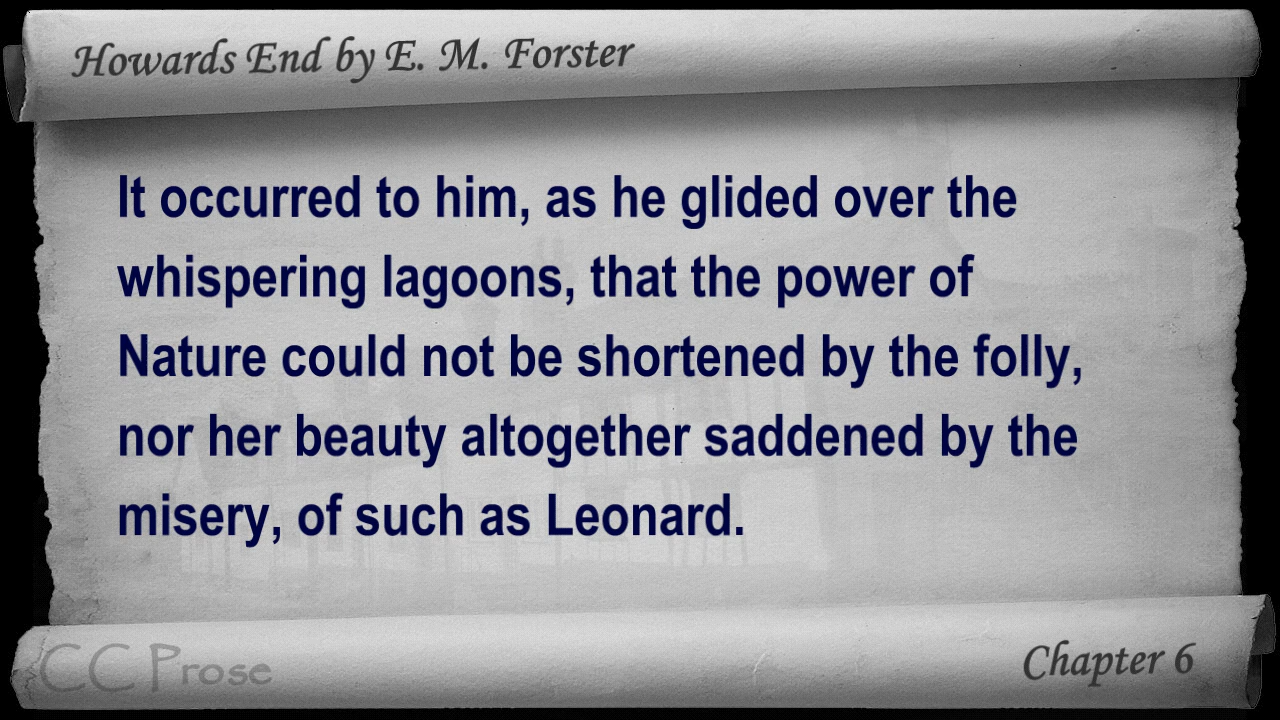 Howards End by E. M. Forster
It occurred to him, as he glided over the
whispering lagoons, that the power of
Nature could not be shortened by the folly,
nor her beauty altogether saddened by the
misery, of such as Leonard.
CC Prose
Chapter 6